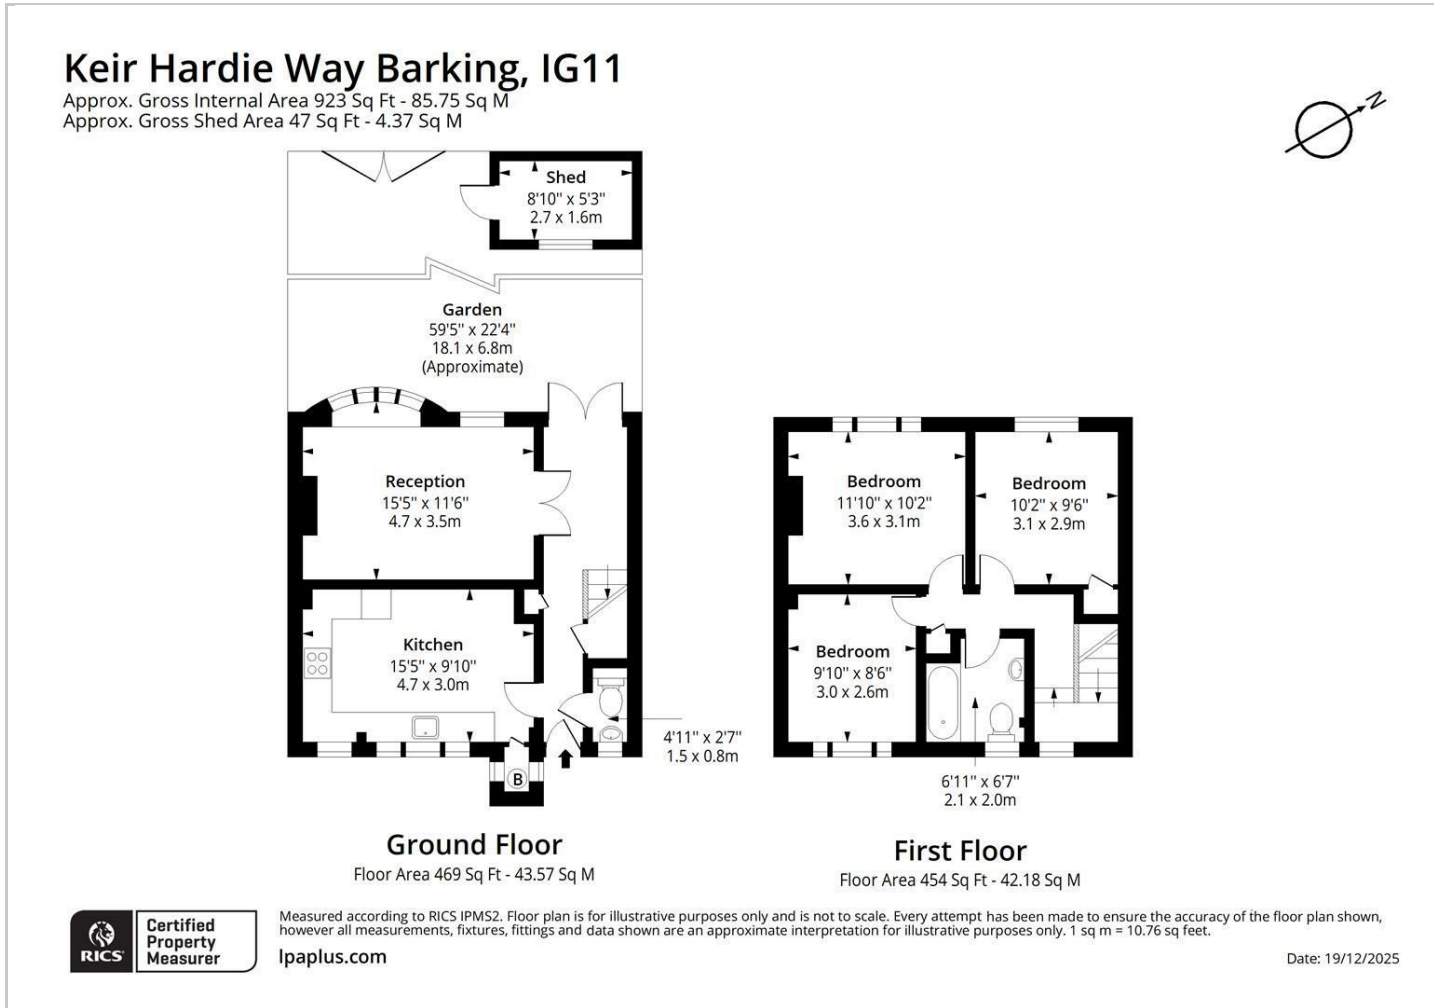 Keir Hardie Way Barking, IG11
Approx. Gross Internal Area 923 Sq Ft - 85.75 Sq M
Approx. Gross Shed Area 47 Sq Ft - 4.37 Sq M
N
Shed
8'10" x 5'3"
2.7 x 1.6m
Garden
59'5" x 22'4"
18.1 x 6.8m
(Approximate)
Reception
15'5" x 11'6"
4.7 x 3.5m
Kitchen
15'5" x 9'10"
4.7 x 3.0m
4'11" x 2'7"
1.5 x 0.8m
B
Ground Floor
Floor Area 469 Sq Ft - 43.57 Sq M
Bedroom
11'10" x 10'2"
3.6 x 3.1m
Bedroom
10'2" x 9'6"
3.1 x 2.9m
Bedroom
9'10" x 8'6"
3.0 x 2.6m
6'11" x 6'7"
2.1 x 2.0m
First Floor
Floor Area 454 Sq Ft - 42.18 Sq M
RICS
Certified
Property
Measurer
Measured according to RICS IPMS2. Floor plan is for illustrative purposes only and is not to scale. Every attempt has been made to ensure the accuracy of the floor plan shown,
however all measurements, fixtures, fittings and data shown are an approximate interpretation for illustrative purposes only. 1 sq m = 10.76 sq feet.
lpaplus.com
Date: 19/12/2025